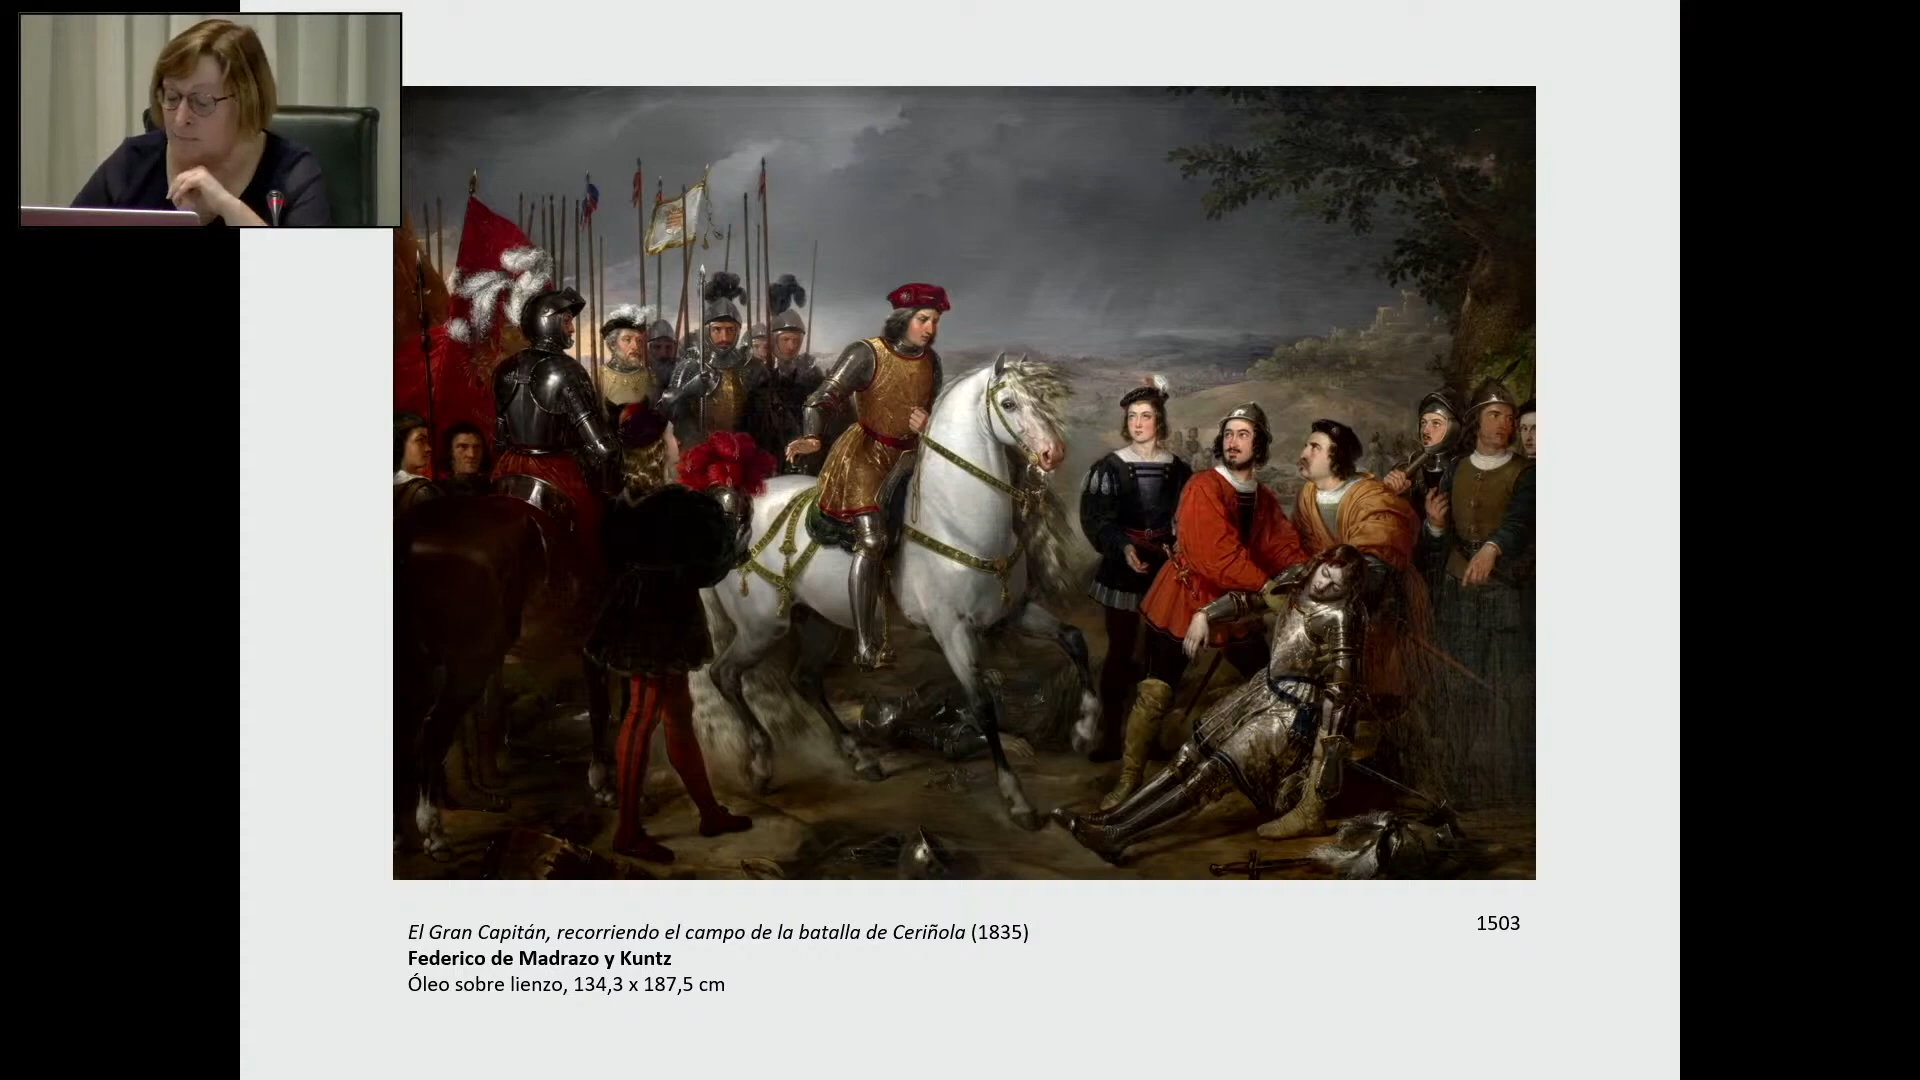 El Gran Capitán, recorriendo el campo de la batalla de Ceriñola (1835)
1503
Federico de Madrazo y Kuntz
Óleo sobre lienzo, 134,3 x 187,5 cm